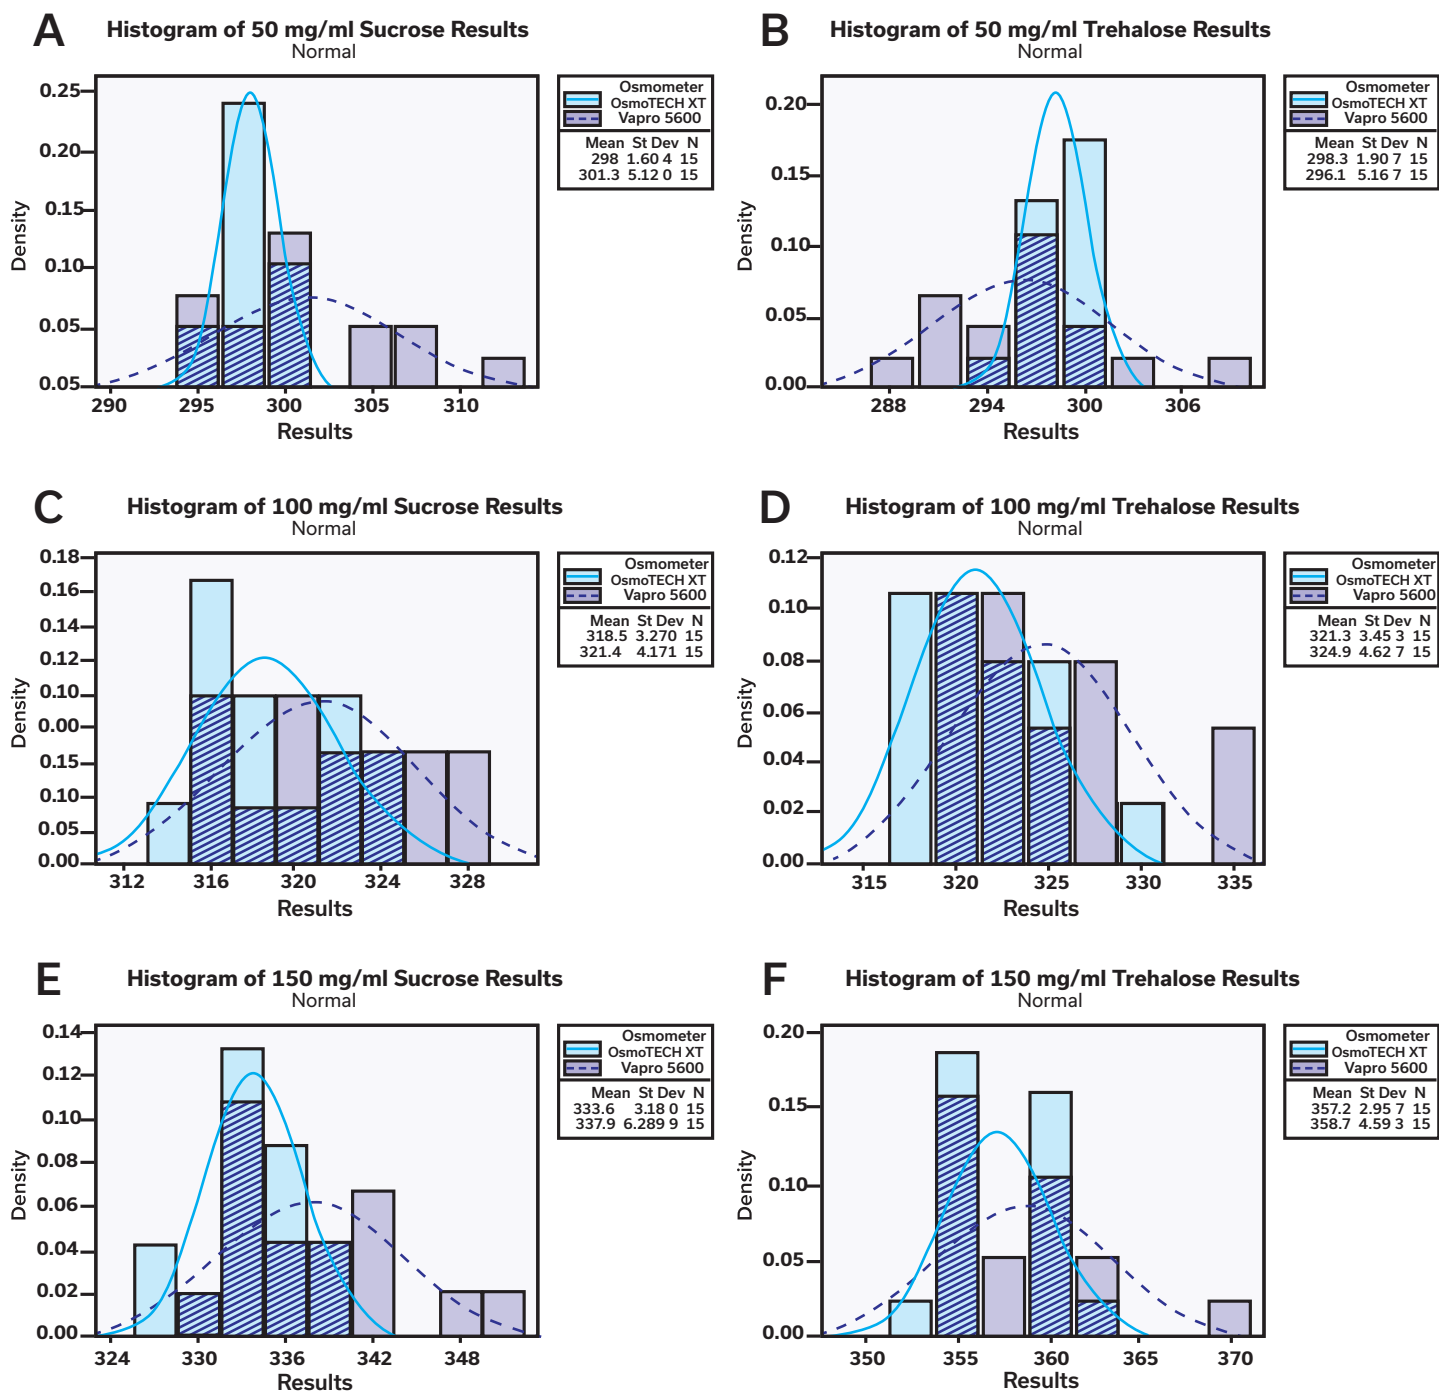 A
Histogram of 50 mg/ml Sucrose Results
Normal
0.25
0.20
0.15
0.10
0.05
0.05
Density
290 295 300 305 310
Results
Osmometer
OsmoTECH XT
Vapro 5600
Mean St Dev N
298 1.60 4 15
301.3 5.12 0 15
B
Histogram of 50 mg/ml Trehalose Results
Normal
0.20
0.15
0.10
0.05
0.00
Density
288 294 300 306
Results
Osmometer
OsmoTECH XT
Vapro 5600
Mean St Dev N
298.3 1.90 7 15
296.1 5.16 7 15
C
Histogram of 100 mg/ml Sucrose Results
Normal
0.18
0.16
0.14
0.12
0.10
0.00
0.15
0.10
0.05
0.00
Density
312 316 320 324 328
Results
Osmometer
OsmoTECH XT
Vapro 5600
Mean St Dev N
318.5 3.270 15
321.4 4.171 15
D
Histogram of 100 mg/ml Trehalose Results
Normal
0.12
0.10
0.08
0.06
0.04
0.02
0.00
Density
315 320 325 330 335
Results
Osmometer
OsmoTECH XT
Vapro 5600
Mean St Dev N
321.3 3.45 3 15
324.9 4.62 7 15
E
Histogram of 150 mg/ml Sucrose Results
Normal
0.14
0.12
0.10
0.08
0.06
0.04
0.02
0.00
Density
324 330 336 342 348
Results
Osmometer
OsmoTECH XT
Vapro 5600
Mean St Dev N
333.6 3.18 0 15
337.9 6.289 9 15
F
Histogram of 150 mg/ml Trehalose Results
Normal
0.20
0.15
0.10
0.05
0.00
Density
350 355 360 365 370
Results
Osmometer
OsmoTECH XT
Vapro 5600
Mean St Dev N
357.2 2.95 7 15
358.7 4.59 3 15